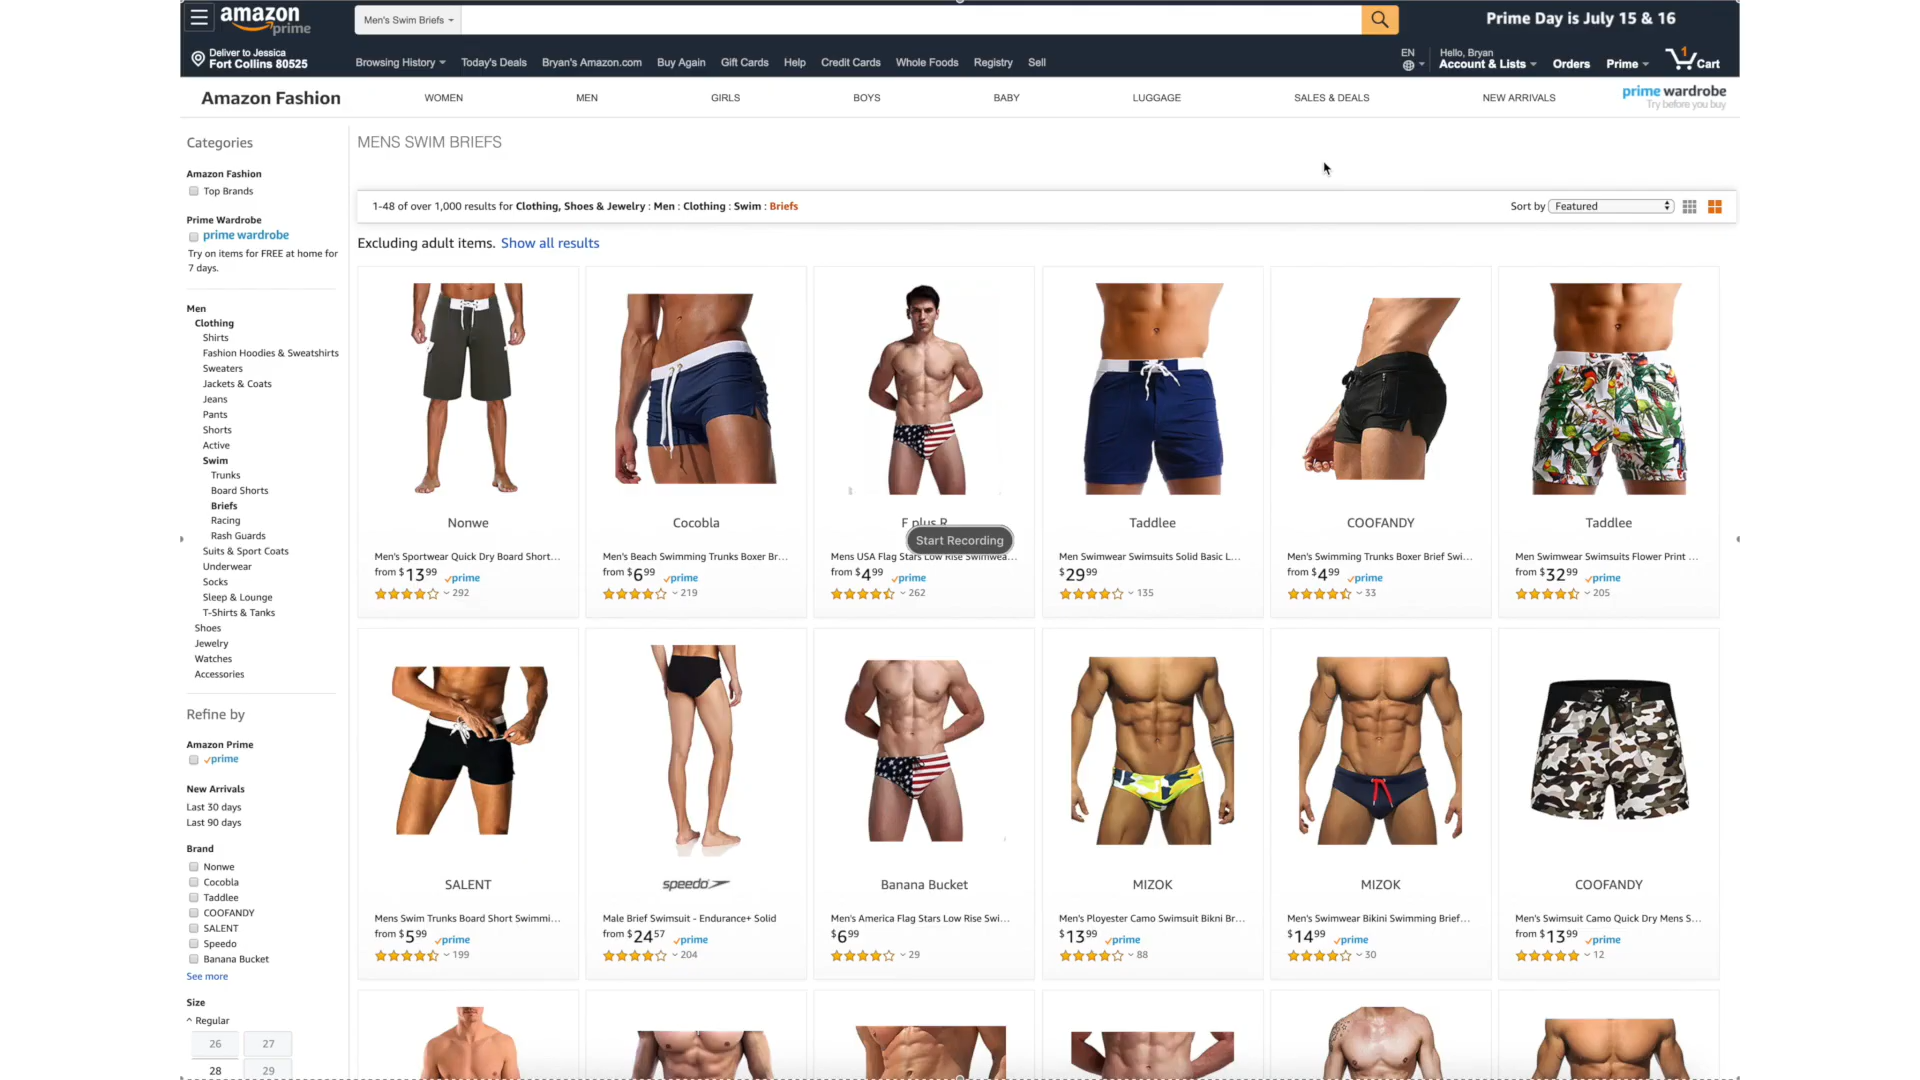 amazon
prime
Men's Swim Briefs
Prime Day is July 15 & 16
Deliver to Jessica
Fort Collins 80525
Browsing History
Today's Deals
Bryan's Amazon.com
Buy Again
Gift Cards
Help
Credit Cards
Whole Foods
Registry
Sell
EN
Hello, Bryan
Account & Lists
Orders
Prime
1
Cart
Amazon Fashion
WOMEN
MEN
GIRLS
BOYS
BABY
LUGGAGE
SALES & DEALS
NEW ARRIVALS
prime wardrobe
Try before you buy
Categories
Amazon Fashion
Top Brands
Prime Wardrobe
prime wardrobe
Try on items for FREE at home for
7 days.
Men
Clothing
Shirts
Fashion Hoodies & Sweatshirts
Sweaters
Jackets & Coats
Jeans
Pants
Shorts
Active
Swim
Trunks
Board Shorts
Briefs
Racing
Rash Guards
Suits & Sport Coats
Underwear
Socks
Sleep & Lounge
T-Shirts & Tanks
Shoes
Jewelry
Watches
Accessories
Refine by
Amazon Prime
prime
New Arrivals
Last 30 days
Last 90 days
Brand
Nonwe
Cocobla
Taddlee
COOFANDY
SALENT
Speedo
Banana Bucket
See more
Size
Regular
26
27
28
29
MENS SWIM BRIEFS
1-48 of over 1,000 results for Clothing, Shoes & Jewelry : Men : Clothing : Swim : Briefs
Sort by Featured
Excluding adult items. Show all results
Nonwe
Men's Sportwear Quick Dry Board Short...
from $13 99 prime
292
Cocobla
Men's Beach Swimming Trunks Boxer Br...
from $6 99 prime
219
F plus R
Start Recording
Mens USA Flag Stars Low Rise Swimwea...
from $4 99 prime
262
Taddlee
Men Swimwear Swimsuits Solid Basic L...
$29 99
135
COOFANDY
Men's Swimming Trunks Boxer Brief Swi...
from $4 99 prime
33
Taddlee
Men Swimwear Swimsuits Flower Print ...
from $32 99 prime
205
SALENT
Mens Swim Trunks Board Short Swimmi...
from $5 99 prime
199
speedo
Male Brief Swimsuit - Endurance+ Solid
from $24 57 prime
204
Banana Bucket
Men's America Flag Stars Low Rise Swi...
$6 99
29
MIZOK
Men's Ployester Camo Swimsuit Bikni Br...
$13 99 prime
88
MIZOK
Men's Swimwear Bikini Swimming Brief...
$14 99 prime
30
COOFANDY
Men's Swimsuit Camo Quick Dry Mens S...
from $13 99 prime
12